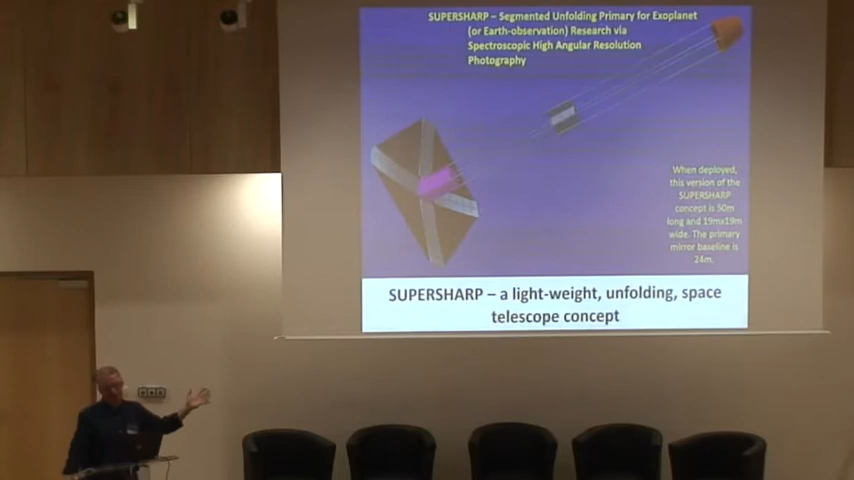 SUPERSHARP – Segmented Unfolding Primary for Exoplanet
(or Earth-observation) Research via
Spectroscopic High Angular Resolution
Photography
When deployed,
this version of the
SUPERSHARP
concept is 50m
long and 19mx19m
wide. The primary
mirror baseline is
24m.
SUPERSHARP – a light-weight, unfolding, space
telescope concept